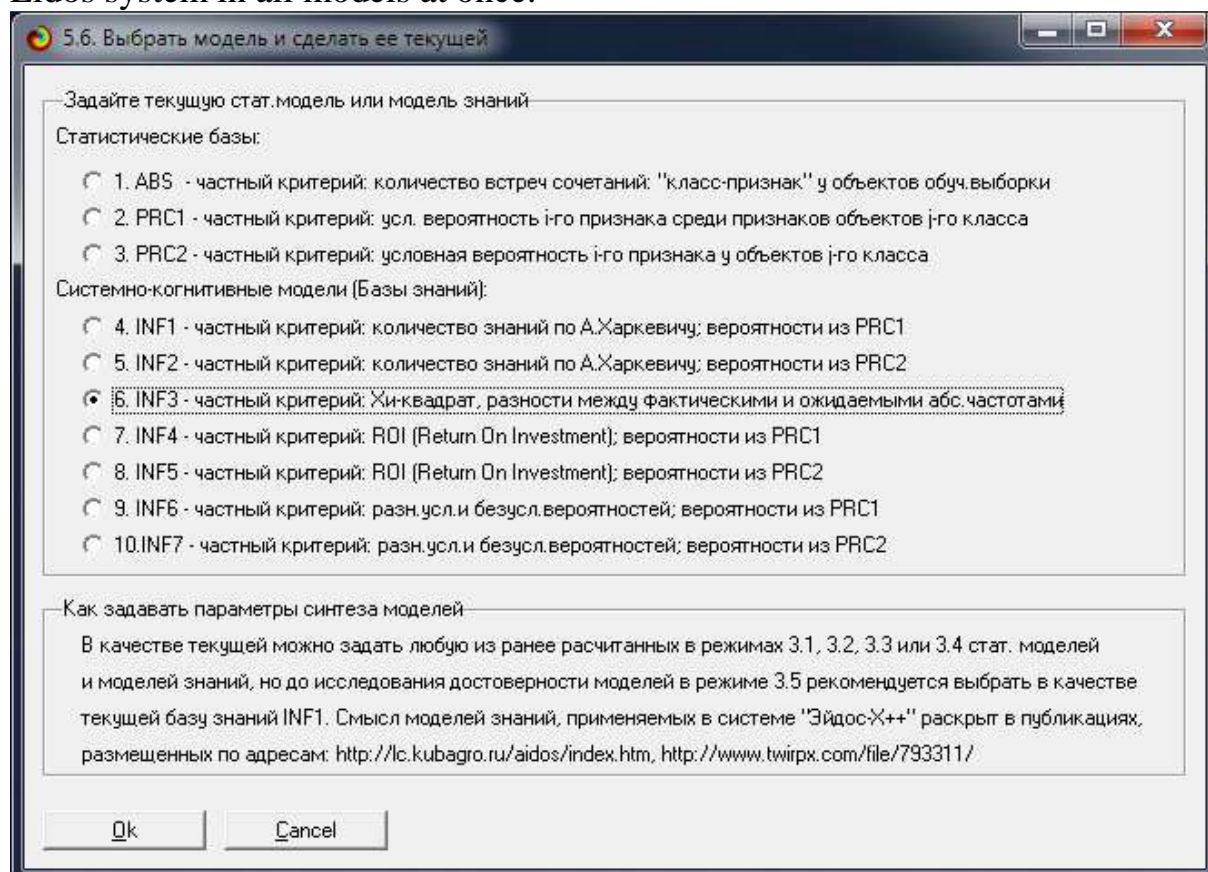 Eidos system in all models at once.
5.6. Выбрать модель и сделать ее текущей
Задайте текущую стат.модель или модель знаний
Статистические базы:
1. ABS - частный критерий: количество встреч сочетаний: "класс-признак" у объектов обуч.выборки
2. PRC1 - частный критерий: усл. вероятность i-го признака среди признаков объектов j-го класса
3. PRC2 - частный критерий: условная вероятность i-го признака у объектов j-го класса
Системно-когнитивные модели (Базы знаний):
4. INF1 - частный критерий: количество знаний по А.Харкевичу; вероятности из PRC1
5. INF2 - частный критерий: количество знаний по А.Харкевичу; вероятности из PRC2
6. INF3 - частный критерий: Хи-квадрат, разности между фактическими и ожидаемыми абс.частотами
7. INF4 - частный критерий: ROI (Return On Investment); вероятности из PRC1
8. INF5 - частный критерий: ROI (Return On Investment); вероятности из PRC2
9. INF6 - частный критерий: разн.усл.и безусл.вероятностей; вероятности из PRC1
10.INF7 - частный критерий: разн.усл.и безусл.вероятностей; вероятности из PRC2
Как задавать параметры синтеза моделей
В качестве текущей можно задать любую из ранее расчитанных в режимах 3.1, 3.2, 3.3 или 3.4 стат. моделей
и моделей знаний, но до исследования достоверности моделей в режиме 3.5 рекомендуется выбрать в качестве
текущей базу знаний INF1. Смысл моделей знаний, применяемых в системе "Эйдос-X++" раскрыт в публикациях,
размещенных по адресам: http://lc.kubagro.ru/aidos/index.htm, http://www.twirpx.com/file/793311/
Ok Cancel